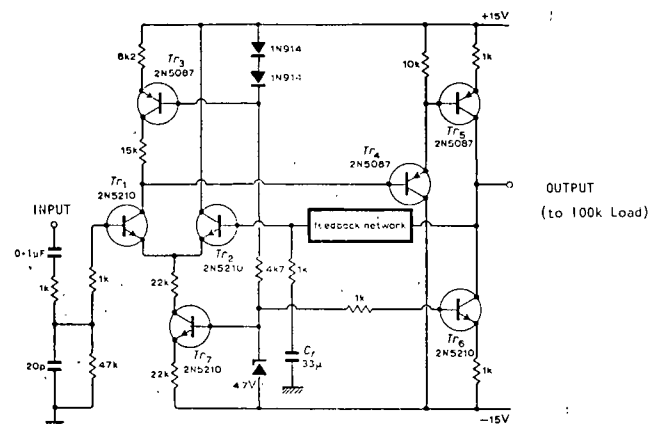 +15V
8k2
Tr3
2N5087
1N914
1N914
10k
1k
Tr5
2N5087
15k
Tr4
2N5087
Tr1
2N5210
INPUT
0·1µF
1k
1k
20p
47k
Tr2
2N5210
feedback network
OUTPUT
(to 100k Load)
22k
4k7
1k
1k
Tr6
2N5210
Tr7
2N5210
Cf
33µ
22k
4·7V
1k
−15V